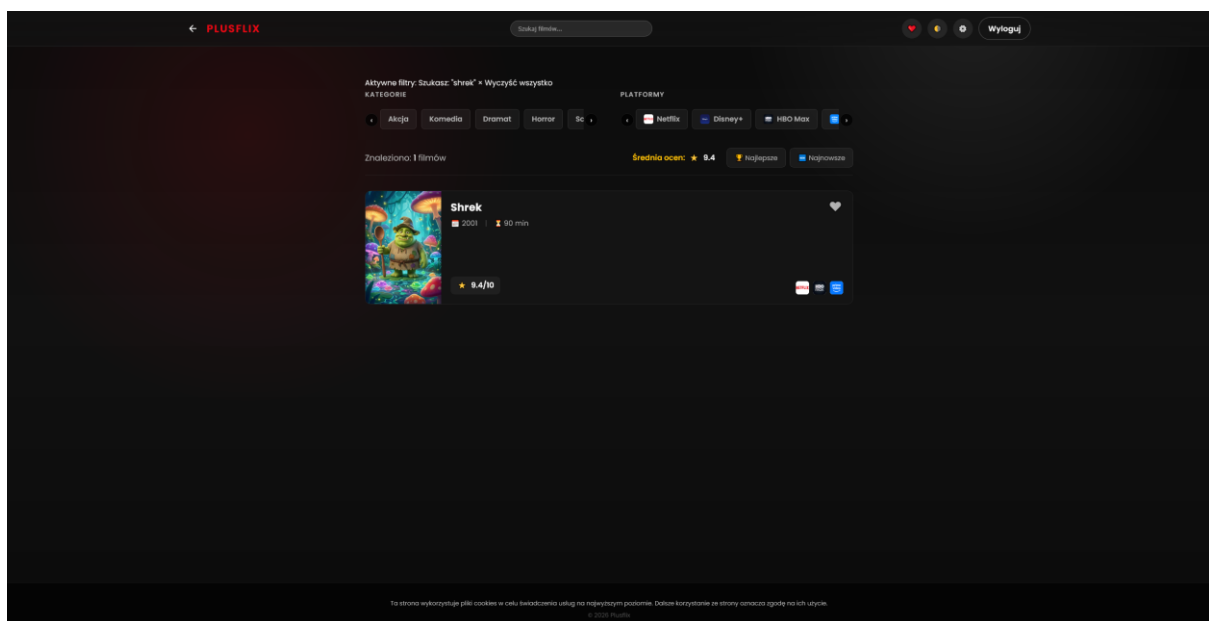 ← PLUSFLIX
Szukaj filmów...
Wyloguj
Aktywne filtry: Szukasz: "shrek" × Wyczyść wszystko
KATEGORIE
‹ Akcja Komedia Dramat Horror Sc ›
PLATFORMY
‹ Netflix Disney+ HBO Max ›
Znaleziono: 1 filmów
Średnia ocen: ★ 9.4 Najlepsze Najnowsze
Shrek
2001 | 90 min
★ 9.4/10
NETFLIX
Ta strona wykorzystuje pliki cookies w celu świadczenia usług na najwyższym poziomie. Dalsze korzystanie ze strony oznacza zgodę na ich użycie.
© 2026 Plusflix